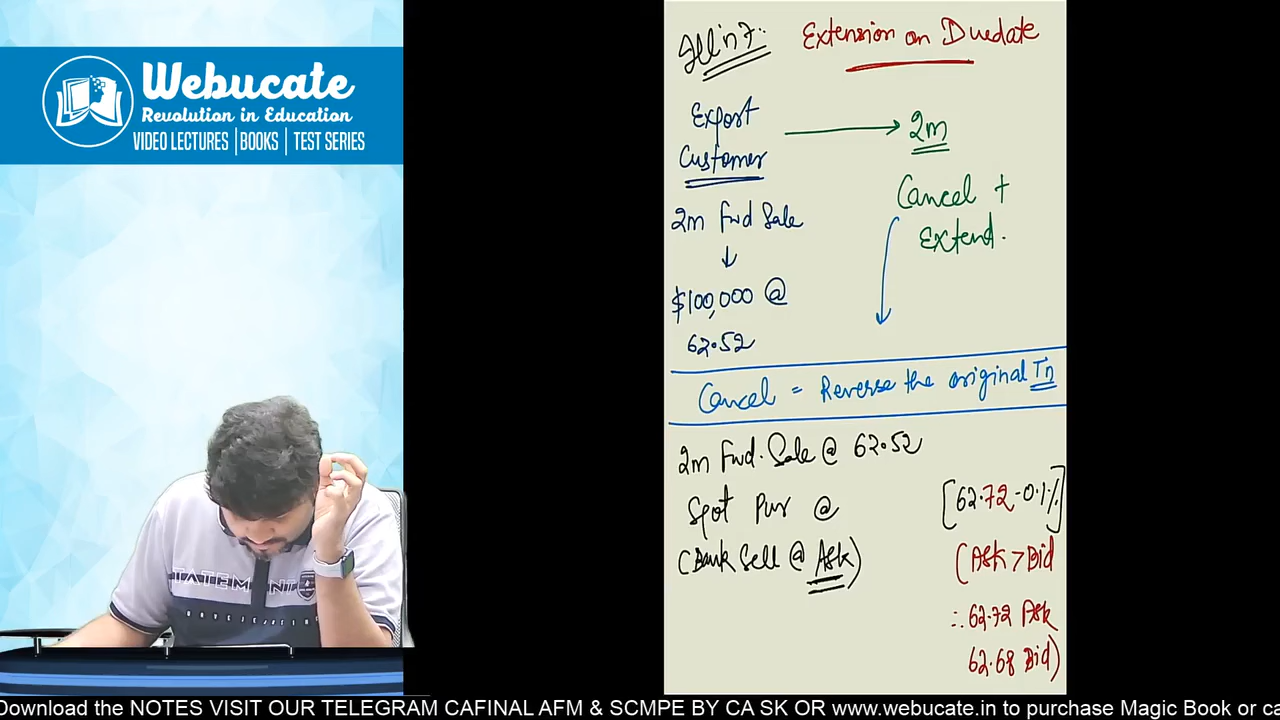 Webucate
Revolution in Education
VIDEO LECTURES | BOOKS | TEST SERIES
Ill'n 7:
Extension on Duedate
Export
Customer
2m
2m Fwd Sale
$100,000 @
62.52
Cancel +
Extend.
Cancel = Reverse the original Tn
2m Fwd. Sale @ 62.52
Spot Pur @
[62.72-0.1%]
(Bank Sell @ Ask)
(Ask > Bid
∴ 62.72 Ask
62.68 Bid)
TATEMENT
Download the NOTES VISIT OUR TELEGRAM CAFINAL AFM & SCMPE BY CA SK OR www.webucate.in to purchase Magic Book or ca